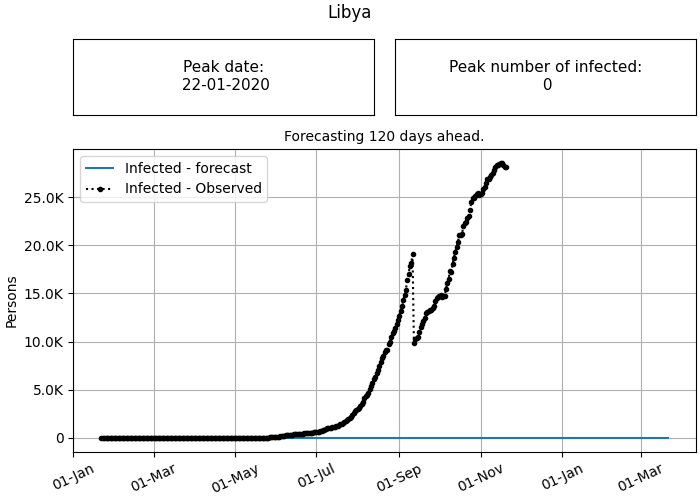 Libya
Peak date:
22-01-2020
Peak number of infected:
0
Forecasting 120 days ahead.
Infected - forecast
Infected - Observed
Persons
25.0K
20.0K
15.0K
10.0K
5.0K
0
01-Jan
01-Mar
01-May
01-Jul
01-Sep
01-Nov
01-Jan
01-Mar